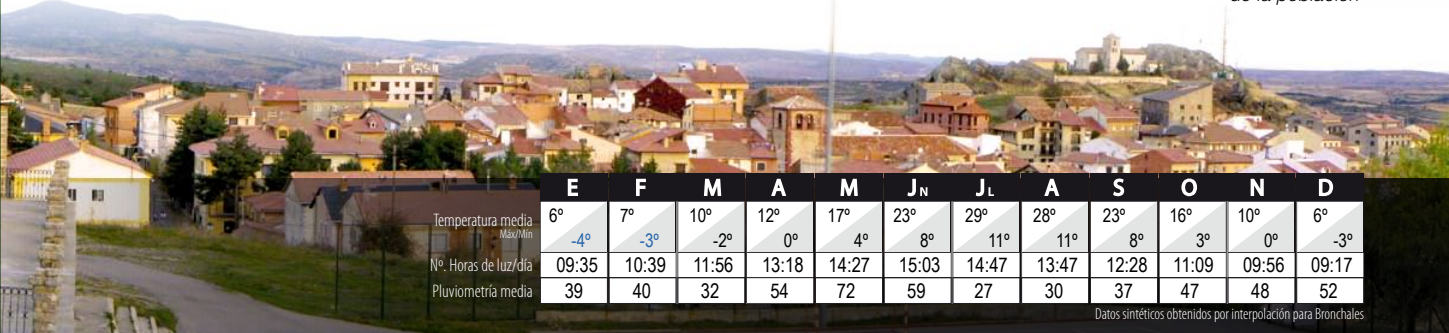 de la población
E F M A M JN JL A S O N D
Temperatura media 6º 7º 10º 12º 17º 23º 29º 28º 23º 16º 10º 6º
Máx/Mín -4º -3º -2º 0º 4º 8º 11º 11º 8º 3º 0º -3º
Nº. Horas de luz/día 09:35 10:39 11:56 13:18 14:27 15:03 14:47 13:47 12:28 11:09 09:56 09:17
Pluviometría media 39 40 32 54 72 59 27 30 37 47 48 52
Datos sintéticos obtenidos por interpolación para Bronchales